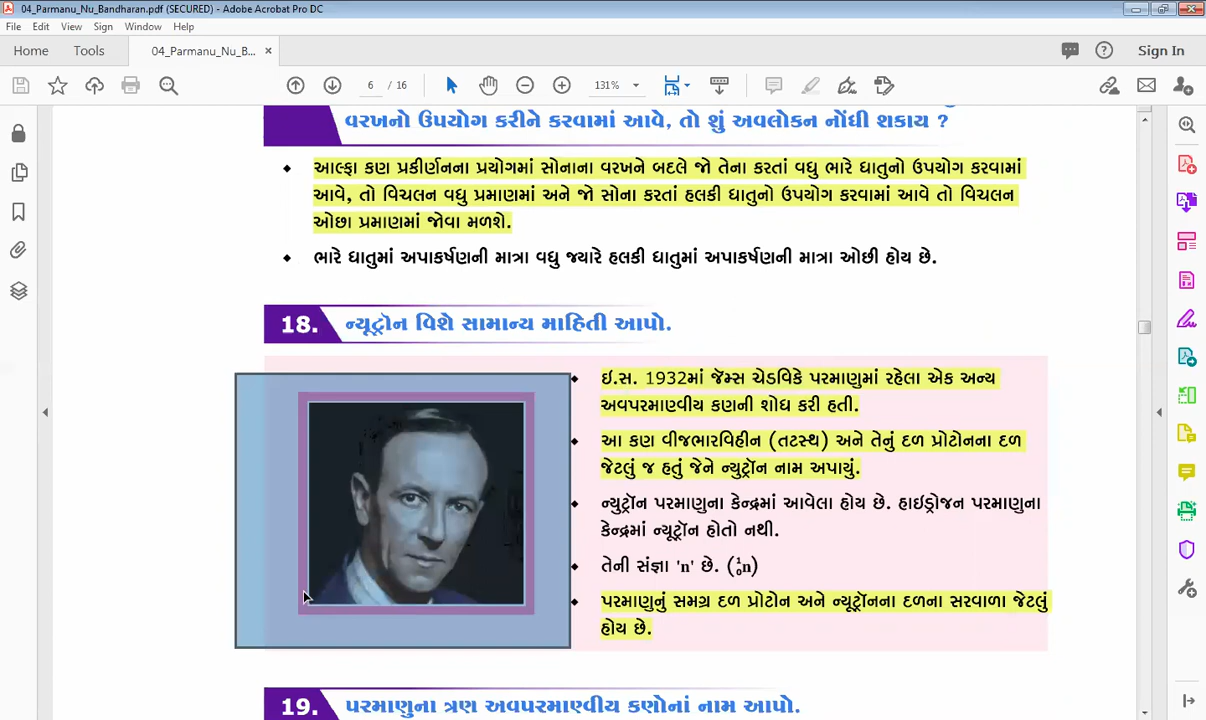 04_Parmanu_Nu_Bandharan.pdf (SECURED) - Adobe Acrobat Pro DC
File Edit View Sign Window Help
Home Tools 04_Parmanu_Nu_B... × Sign In
6 / 16 131%
વરખનો ઉપયોગ કરીને કરવામાં આવે, તો શું અવલોકન નોંધી શકાય ?
◆ આલ્ફા કણ પ્રકીર્ણનના પ્રયોગમાં સોનાના વરખને બદલે જો તેના કરતાં વધુ ભારે ધાતુનો ઉપયોગ કરવામાં
આવે, તો વિચલન વધુ પ્રમાણમાં અને જો સોના કરતાં હલકી ધાતુનો ઉપયોગ કરવામાં આવે તો વિચલન
ઓછા પ્રમાણમાં જોવા મળશે.
◆ ભારે ધાતુમાં અપાકર્ષણની માત્રા વધુ જ્યારે હલકી ધાતુમાં અપાકર્ષણની માત્રા ઓછી હોય છે.
18. ન્યૂટ્રૉન વિશે સામાન્ય માહિતી આપો.
◆ ઇ.સ. 1932માં જૅમ્સ ચેડવિકે પરમાણુમાં રહેલા એક અન્ય
અવપરમાણ્વીય કણની શોધ કરી હતી.
◆ આ કણ વીજભારવિહીન (તટસ્થ) અને તેનું દળ પ્રોટોનના દળ
જેટલું જ હતું જેને ન્યુટ્રૉન નામ અપાયું.
◆ ન્યુટ્રૉન પરમાણુના કેન્દ્રમાં આવેલા હોય છે. હાઇડ્રોજન પરમાણુના
કેન્દ્રમાં ન્યૂટ્રૉન હોતો નથી.
◆ તેની સંજ્ઞા 'n' છે. (¹₀n)
◆ પરમાણુનું સમગ્ર દળ પ્રોટોન અને ન્યૂટ્રૉનના દળના સરવાળા જેટલું
હોય છે.
19. પરમાણુના ત્રણ અવપરમાણ્વીય કણોનાં નામ આપો.